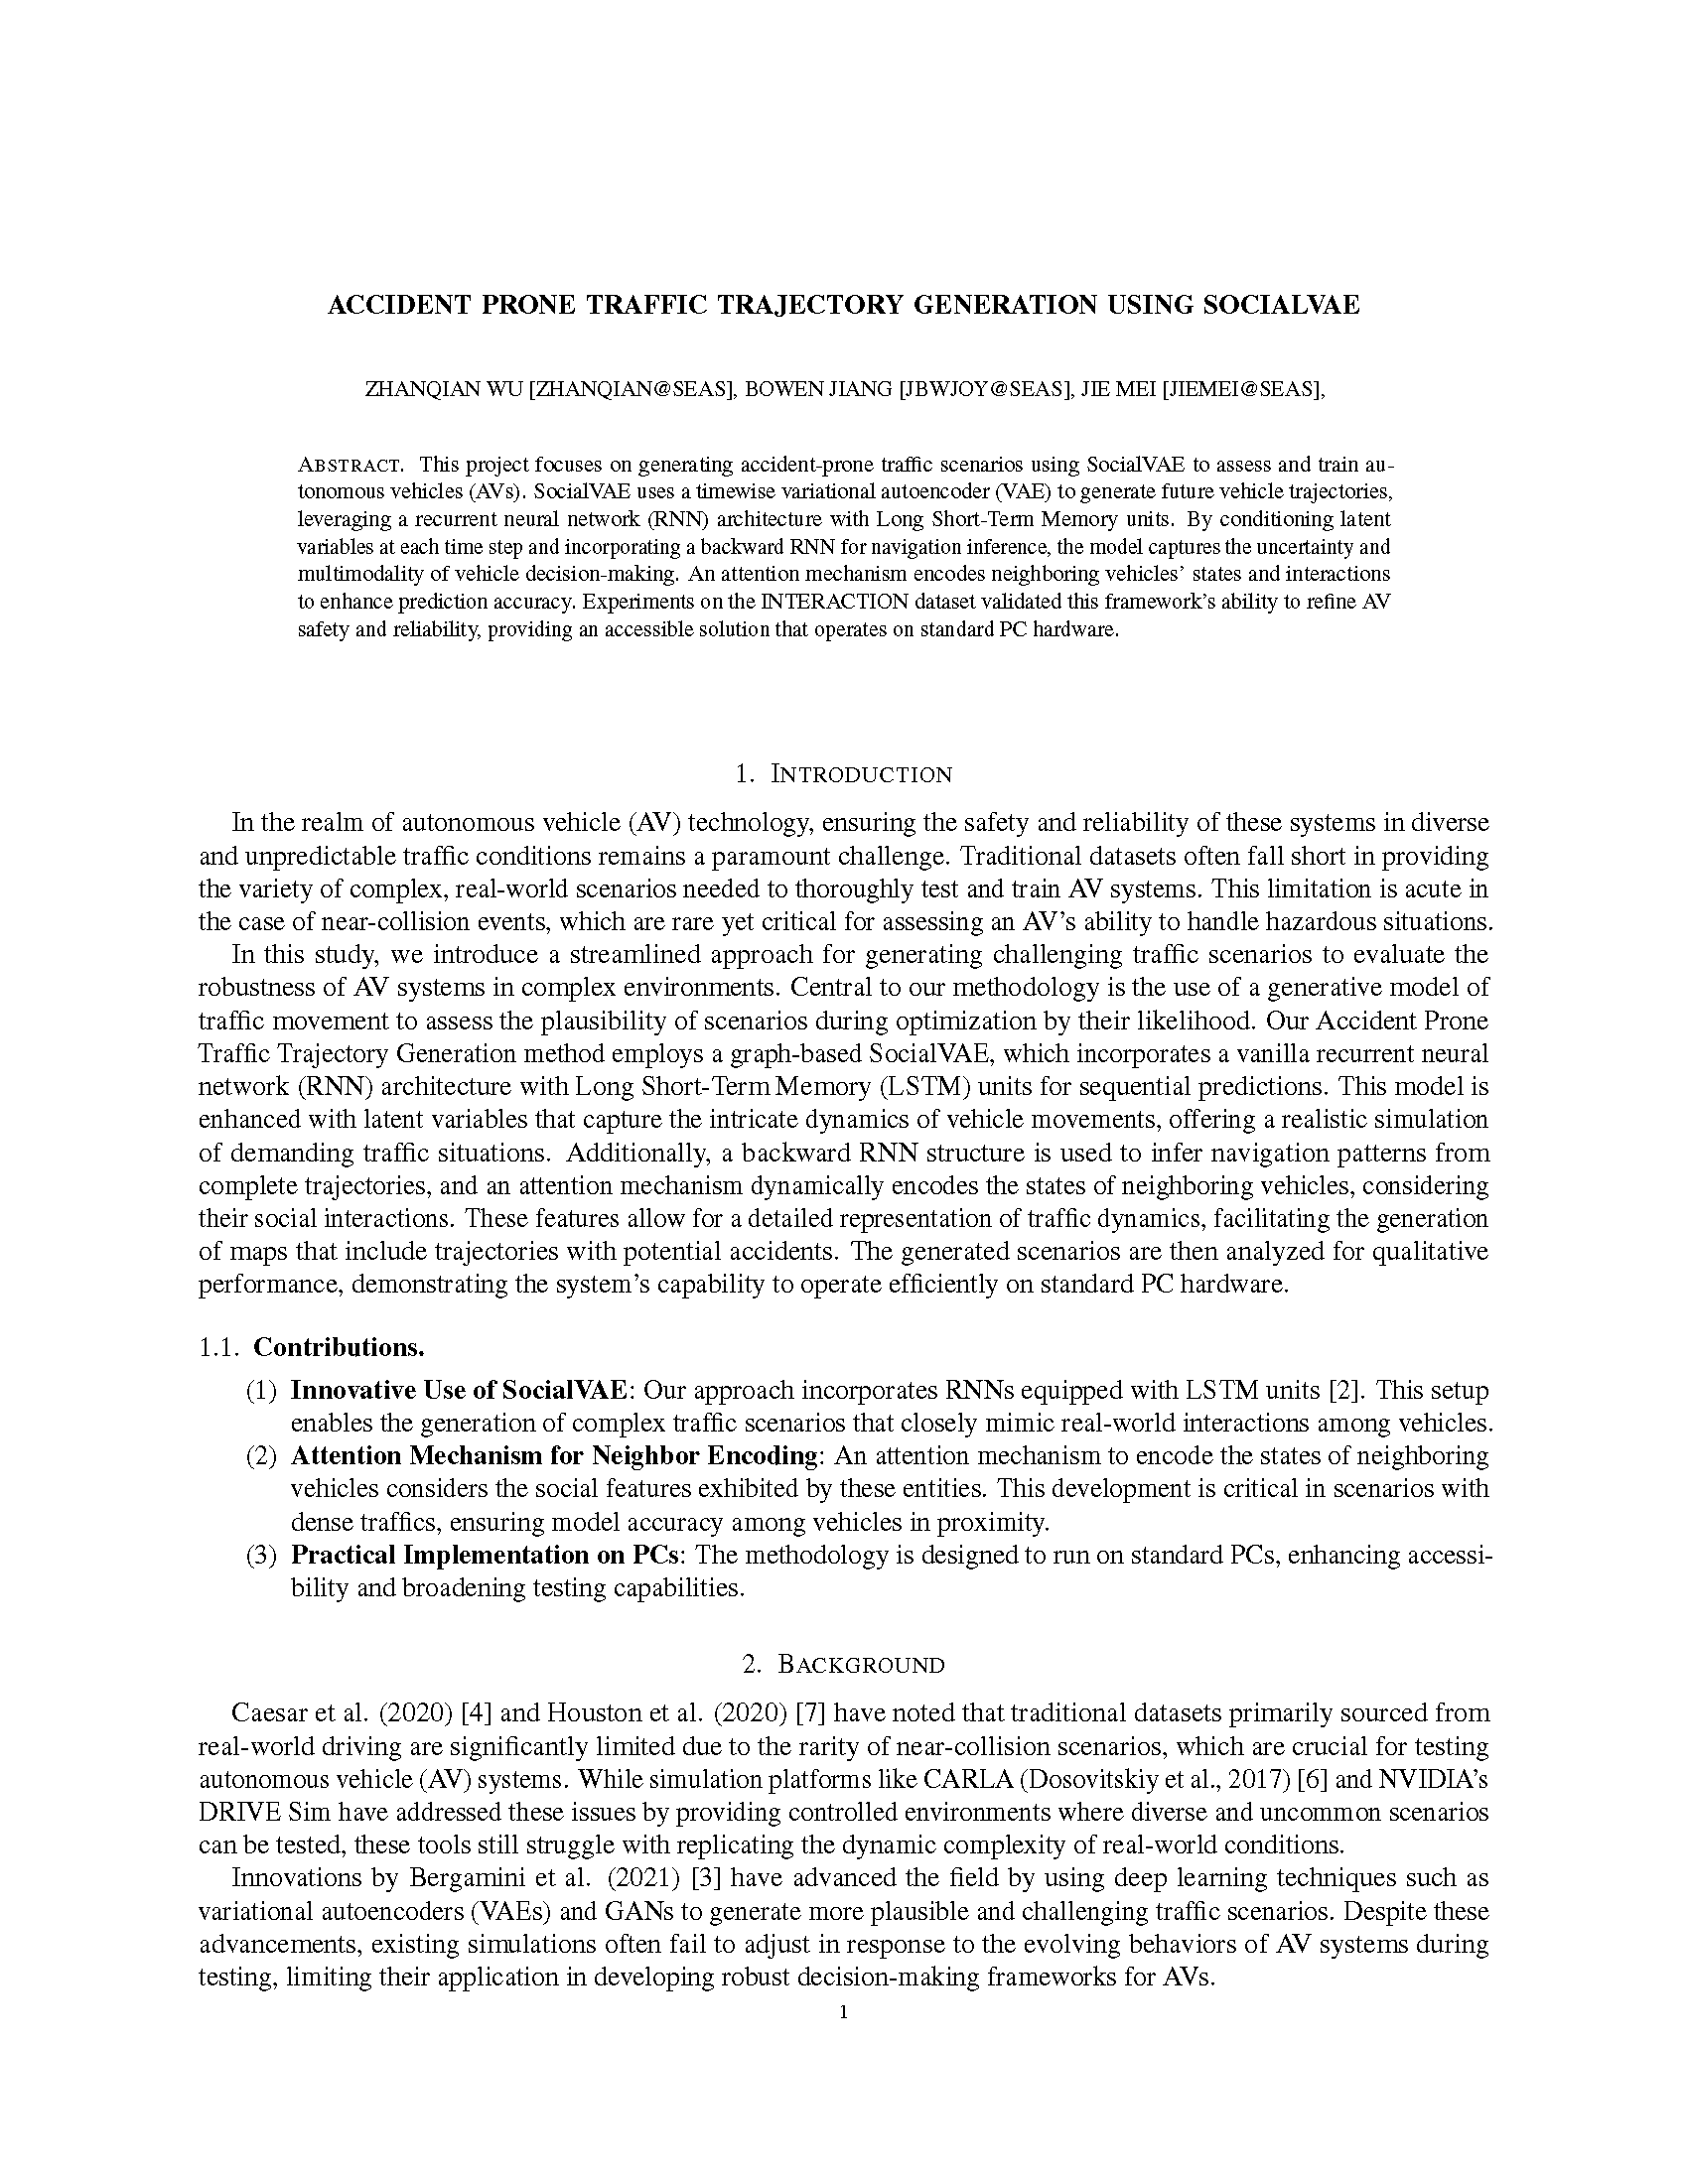 ACCIDENT PRONE TRAFFIC TRAJECTORY GENERATION USING SOCIALVAE
ZHANQIAN WU [ZHANQIAN@SEAS], BOWEN JIANG [JBWJOY@SEAS], JIE MEI [JIEMEI@SEAS],
ABSTRACT. This project focuses on generating accident-prone traffic scenarios using SocialVAE to assess and train au-
tonomous vehicles (AVs). SocialVAE uses a timewise variational autoencoder (VAE) to generate future vehicle trajectories,
leveraging a recurrent neural network (RNN) architecture with Long Short-Term Memory units. By conditioning latent
variables at each time step and incorporating a backward RNN for navigation inference, the model captures the uncertainty and
multimodality of vehicle decision-making. An attention mechanism encodes neighboring vehicles' states and interactions
to enhance prediction accuracy. Experiments on the INTERACTION dataset validated this framework's ability to refine AV
safety and reliability, providing an accessible solution that operates on standard PC hardware.
1. INTRODUCTION
In the realm of autonomous vehicle (AV) technology, ensuring the safety and reliability of these systems in diverse
and unpredictable traffic conditions remains a paramount challenge. Traditional datasets often fall short in providing
the variety of complex, real-world scenarios needed to thoroughly test and train AV systems. This limitation is acute in
the case of near-collision events, which are rare yet critical for assessing an AV's ability to handle hazardous situations.
In this study, we introduce a streamlined approach for generating challenging traffic scenarios to evaluate the
robustness of AV systems in complex environments. Central to our methodology is the use of a generative model of
traffic movement to assess the plausibility of scenarios during optimization by their likelihood. Our Accident Prone
Traffic Trajectory Generation method employs a graph-based SocialVAE, which incorporates a vanilla recurrent neural
network (RNN) architecture with Long Short-Term Memory (LSTM) units for sequential predictions. This model is
enhanced with latent variables that capture the intricate dynamics of vehicle movements, offering a realistic simulation
of demanding traffic situations. Additionally, a backward RNN structure is used to infer navigation patterns from
complete trajectories, and an attention mechanism dynamically encodes the states of neighboring vehicles, considering
their social interactions. These features allow for a detailed representation of traffic dynamics, facilitating the generation
of maps that include trajectories with potential accidents. The generated scenarios are then analyzed for qualitative
performance, demonstrating the system's capability to operate efficiently on standard PC hardware.
1.1. Contributions.
(1) Innovative Use of SocialVAE: Our approach incorporates RNNs equipped with LSTM units [2]. This setup
enables the generation of complex traffic scenarios that closely mimic real-world interactions among vehicles.
(2) Attention Mechanism for Neighbor Encoding: An attention mechanism to encode the states of neighboring
vehicles considers the social features exhibited by these entities. This development is critical in scenarios with
dense traffics, ensuring model accuracy among vehicles in proximity.
(3) Practical Implementation on PCs: The methodology is designed to run on standard PCs, enhancing accessi-
bility and broadening testing capabilities.
2. BACKGROUND
Caesar et al. (2020) [4] and Houston et al. (2020) [7] have noted that traditional datasets primarily sourced from
real-world driving are significantly limited due to the rarity of near-collision scenarios, which are crucial for testing
autonomous vehicle (AV) systems. While simulation platforms like CARLA (Dosovitskiy et al., 2017) [6] and NVIDIA's
DRIVE Sim have addressed these issues by providing controlled environments where diverse and uncommon scenarios
can be tested, these tools still struggle with replicating the dynamic complexity of real-world conditions.
Innovations by Bergamini et al. (2021) [3] have advanced the field by using deep learning techniques such as
variational autoencoders (VAEs) and GANs to generate more plausible and challenging traffic scenarios. Despite these
advancements, existing simulations often fail to adjust in response to the evolving behaviors of AV systems during
testing, limiting their application in developing robust decision-making frameworks for AVs.
1